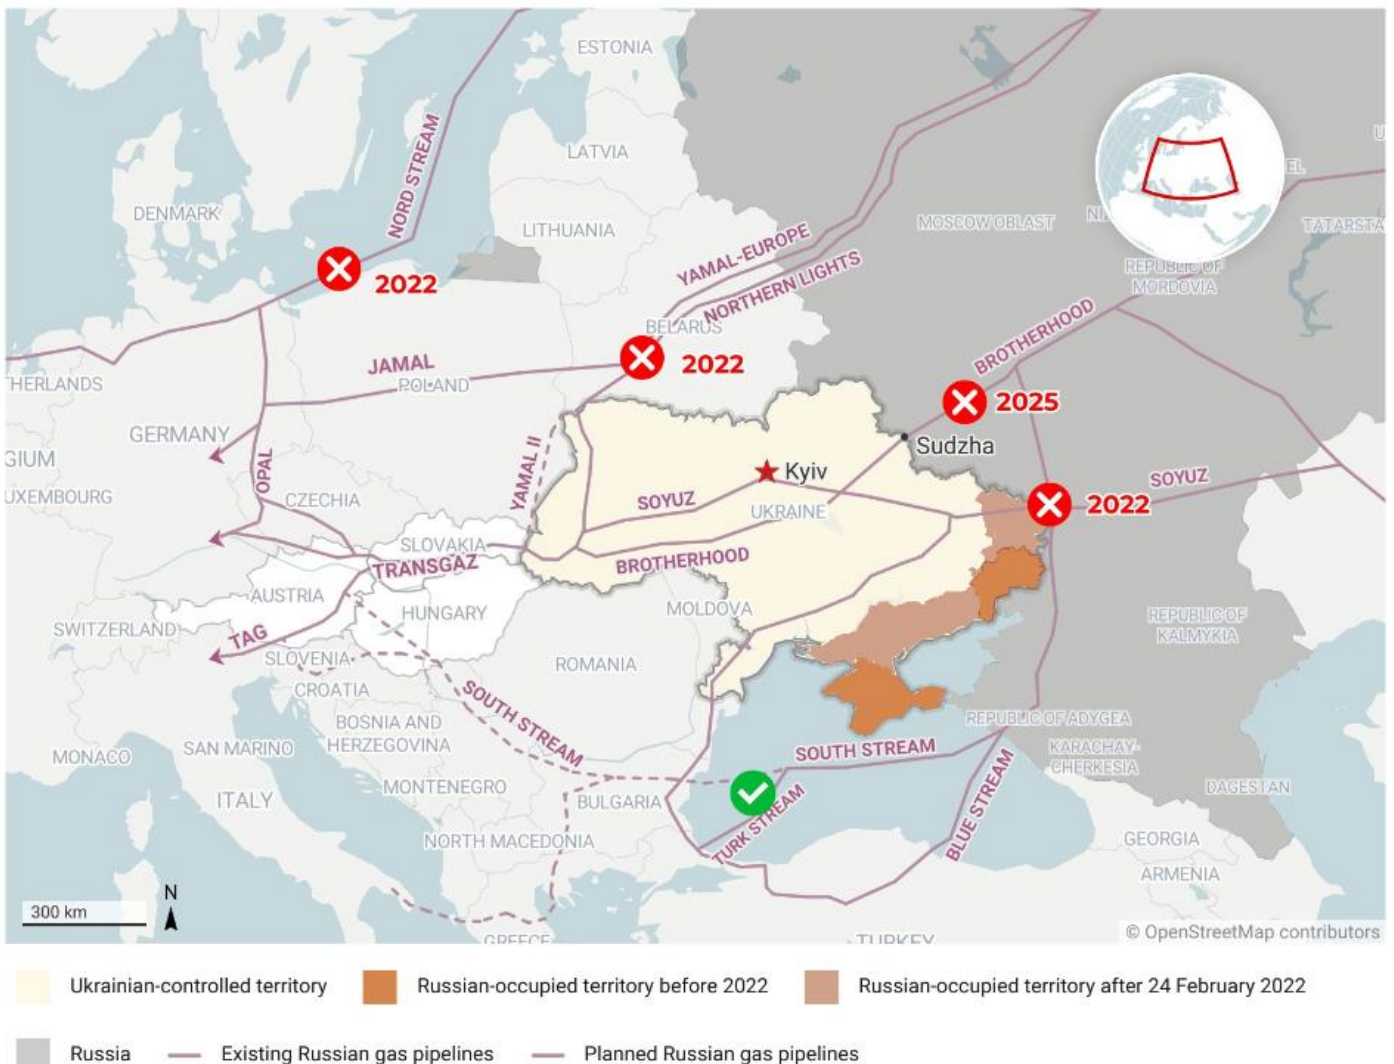 ESTONIA
NORD STREAM
LATVIA
DENMARK
LITHUANIA
MOSCOW OBLAST
NI
EL
U
TATARSTA
YAMAL-EUROPE
NORTHERN LIGHTS
REPUBLIC OF
MORDOVIA
2022
BELARUS
BROTHERHOOD
JAMAL
2022
THERLANDS
POLAND
2025
GERMANY
Sudzha
GIUM
OPAL
YAMAL II
Kyiv
SOYUZ
UXEMBOURG
CZECHIA
SOYUZ
UKRAINE
2022
SLOVAKIA
TRANSGAZ
BROTHERHOOD
AUSTRIA
HUNGARY
MOLDOVA
REPUBLIC OF
KALMYKIA
SWITZERLAND
TAG
SLOVENIA
ROMANIA
CROATIA
SOUTH STREAM
REPUBLIC OF ADYGEA
BOSNIA AND
HERZEGOVINA
SAN MARINO
MONACO
SOUTH STREAM
KARACHAY-
CHERKESIA
MONTENEGRO
DAGESTAN
ITALY
BULGARIA
TURK STREAM
BLUE STREAM
NORTH MACEDONIA
GEORGIA
ARMENIA
N
300 km
GREECE
TURKEY
© OpenStreetMap contributors
Ukrainian-controlled territory
Russian-occupied territory before 2022
Russian-occupied territory after 24 February 2022
Russia
Existing Russian gas pipelines
Planned Russian gas pipelines